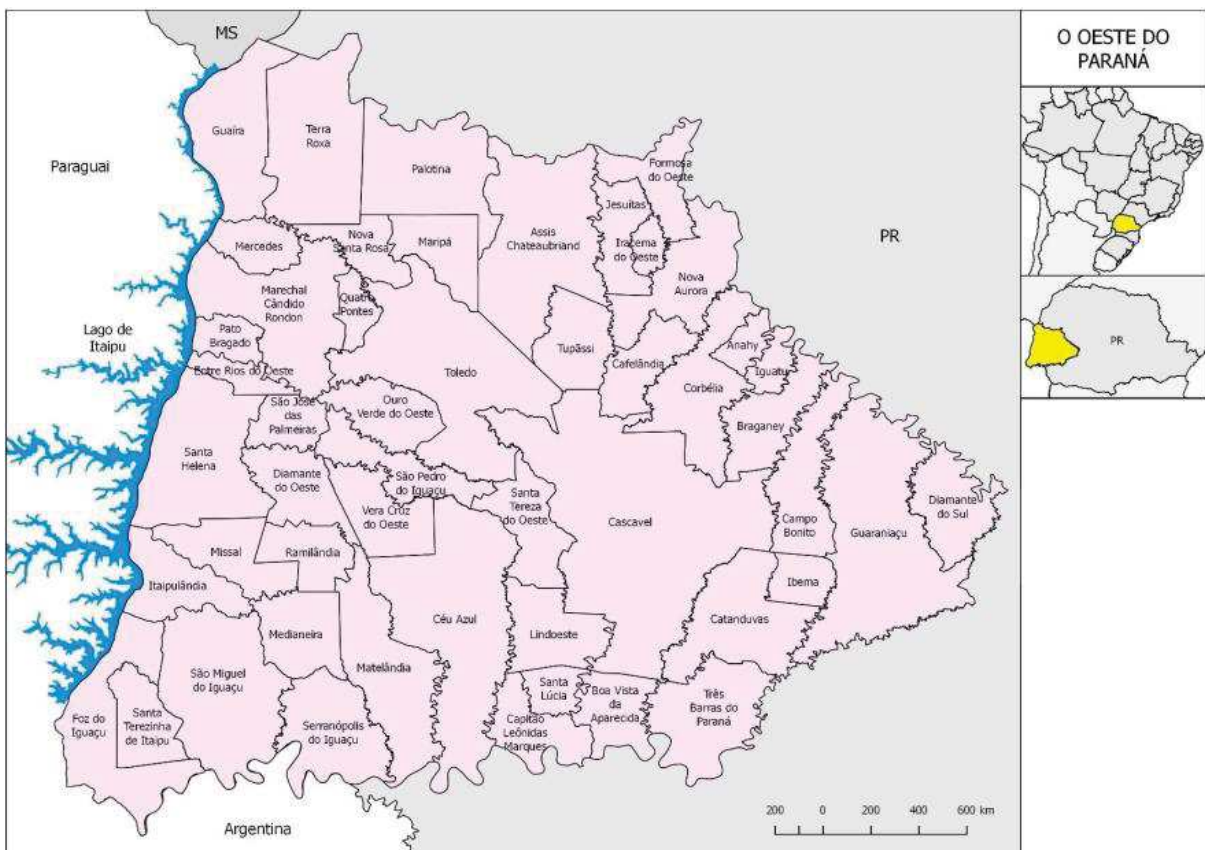 MS
O OESTE DO
PARANÁ
Guaíra
Terra
Roxa
Paraguai
Palotina
Formosa
do Oeste
Jesuítas
Mercedes
Nova
Santa Rosa
Maripá
Assis
Chateaubriand
Iracema
do Oeste
PR
Nova
Aurora
Marechal
Cândido
Rondon
Quatro
Pontes
Lago de
Itaipu
Pato
Bragado
Entre Rios do Oeste
Toledo
Tupãssi
Cafelândia
Anahy
Iguatu
Corbélia
PR
São José
das
Palmeiras
Ouro
Verde do Oeste
Braganey
Santa
Helena
Diamante
do Oeste
São Pedro
do Iguaçu
Vera Cruz
do Oeste
Santa
Tereza
do Oeste
Cascavel
Campo
Bonito
Guaraniaçu
Diamante
do Sul
Missal
Ramilândia
Itaipulândia
Ibema
Céu Azul
Catanduvas
Medianeira
Lindoeste
São Miguel
do Iguaçu
Matelândia
Santa
Lúcia
Boa Vista
da
Aparecida
Três
Barras do
Paraná
Foz do
Iguaçu
Santa
Terezinha
de Itaipu
Serranópolis
do Iguaçu
Capitão
Leônidas
Marques
Argentina
200 0 200 400 600 km